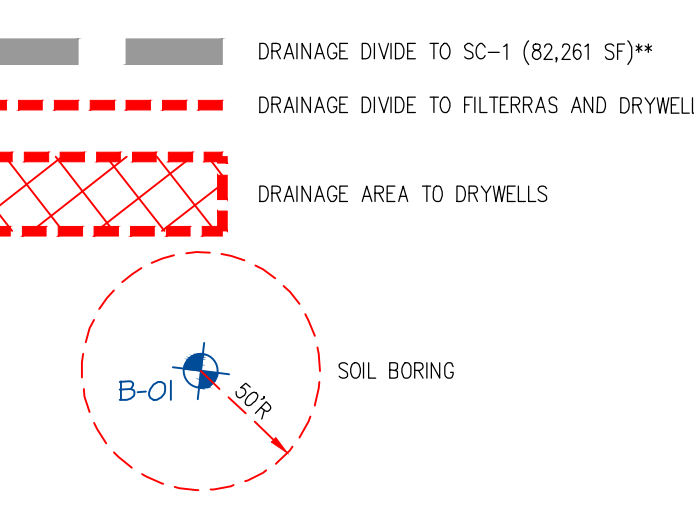 DRAINAGE DIVIDE TO SC-1 (82,261 SF)**
DRAINAGE DIVIDE TO FILTERRAS AND DRYWELL
DRAINAGE AREA TO DRYWELLS
SOIL BORING
B-01
50'R